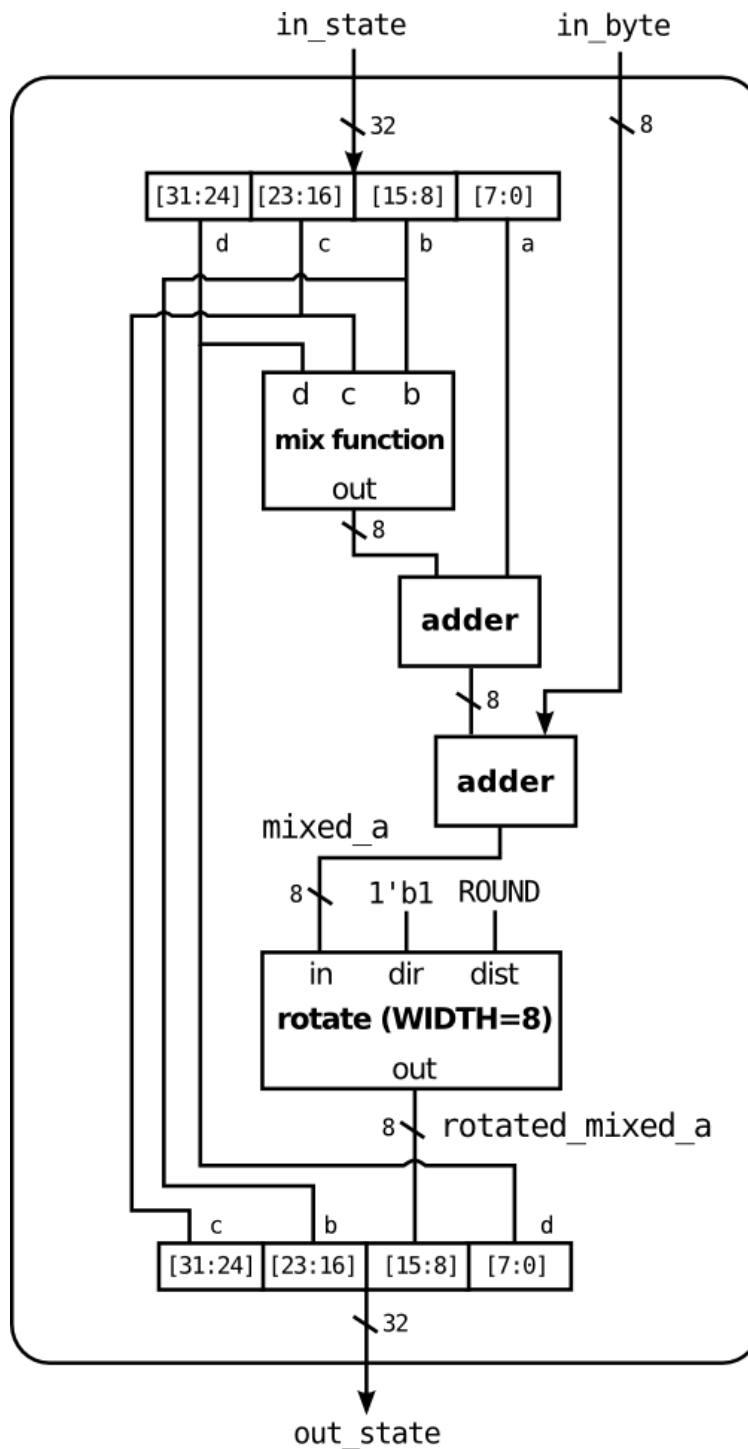 in_state in_byte
32 8
[31:24] [23:16] [15:8] [7:0]
d c b a
d c b
mix function
out
8
adder
8
adder
mixed_a
8 1'b1 ROUND
in dir dist
rotate (WIDTH=8)
out
8 rotated_mixed_a
c b d
[31:24] [23:16] [15:8] [7:0]
32
out_state